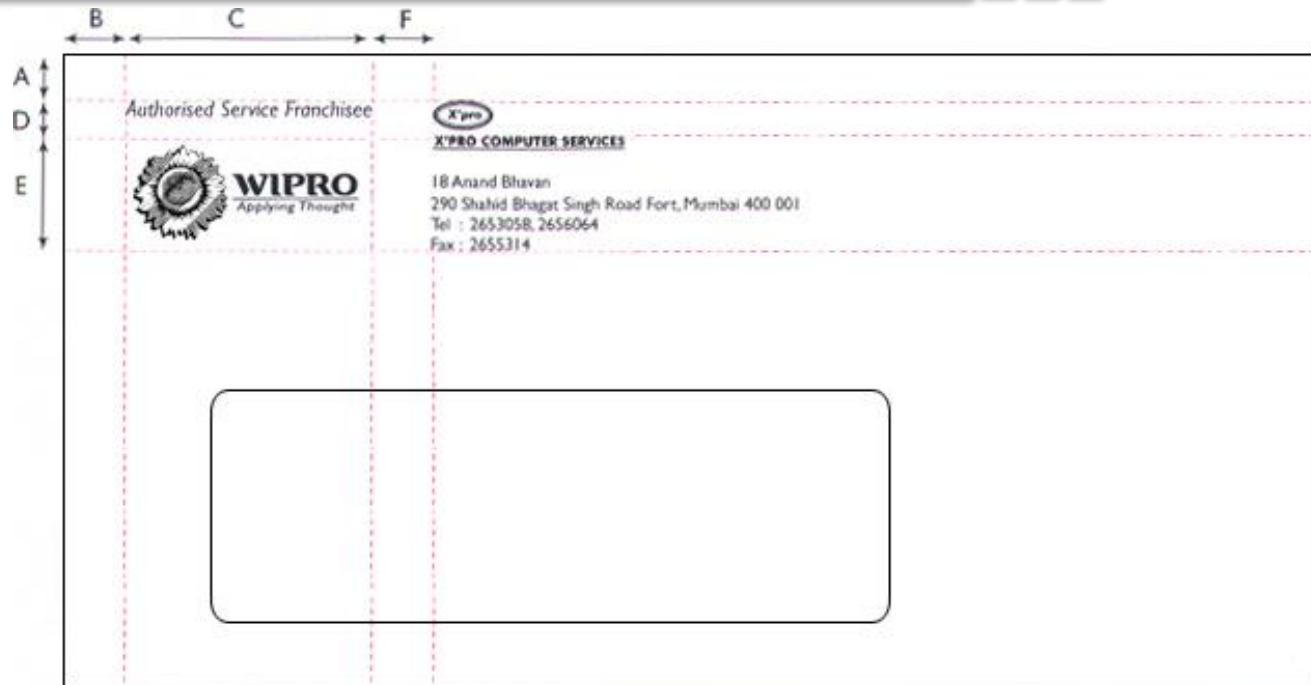 B C F
A
D
E
Authorised Service Franchisee
WIPRO
Applying Thought
X'pro
X'PRO COMPUTER SERVICES
18 Anand Bhavan
290 Shahid Bhagat Singh Road Fort, Mumbai 400 001
Tel : 2653058, 2656064
Fax : 2655314